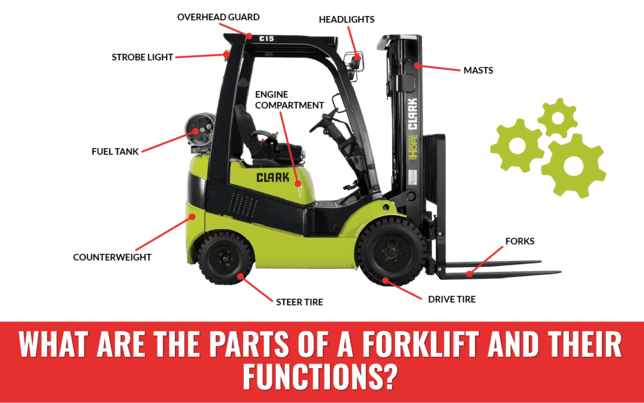 OVERHEAD GUARD
HEADLIGHTS
C15
STROBE LIGHT
MASTS
ENGINE
COMPARTMENT
CLARK
FUEL TANK
CLARK
FORKS
COUNTERWEIGHT
STEER TIRE
DRIVE TIRE
WHAT ARE THE PARTS OF A FORKLIFT AND THEIR
FUNCTIONS?